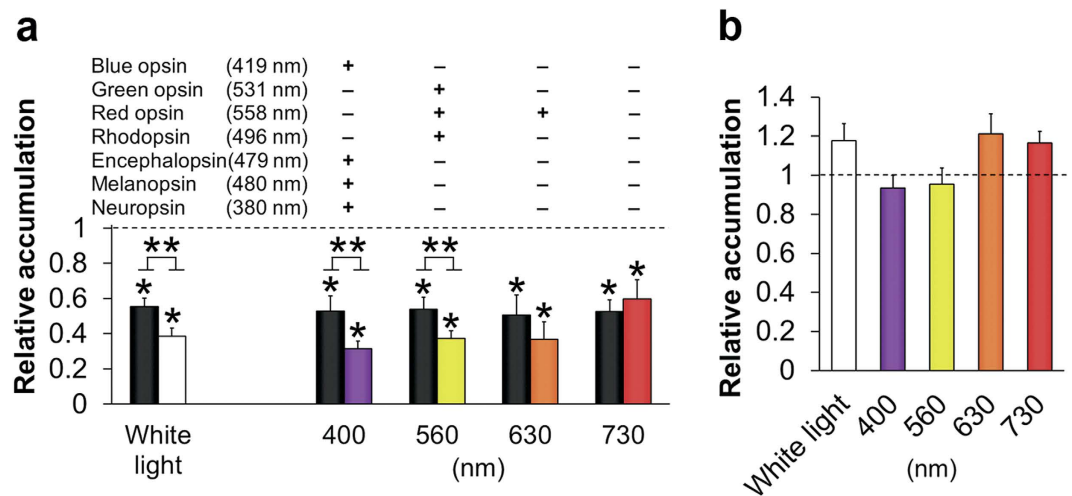 a
Blue opsin (419 nm) + – – –
Green opsin (531 nm) – + – –
Red opsin (558 nm) – + + –
Rhodopsin (496 nm) – + – –
Encephalopsin(479 nm) + – – –
Melanopsin (480 nm) + – – –
Neuropsin (380 nm) + – – –
Relative accumulation
1
0.8
0.6
0.4
0.2
0
** ** **
* * * * * * * * * *
White light
400 560 630 730
(nm)
b
Relative accumulation
1.4
1.2
1
0.8
0.6
0.4
0.2
0
White light 400 560 630 730
(nm)